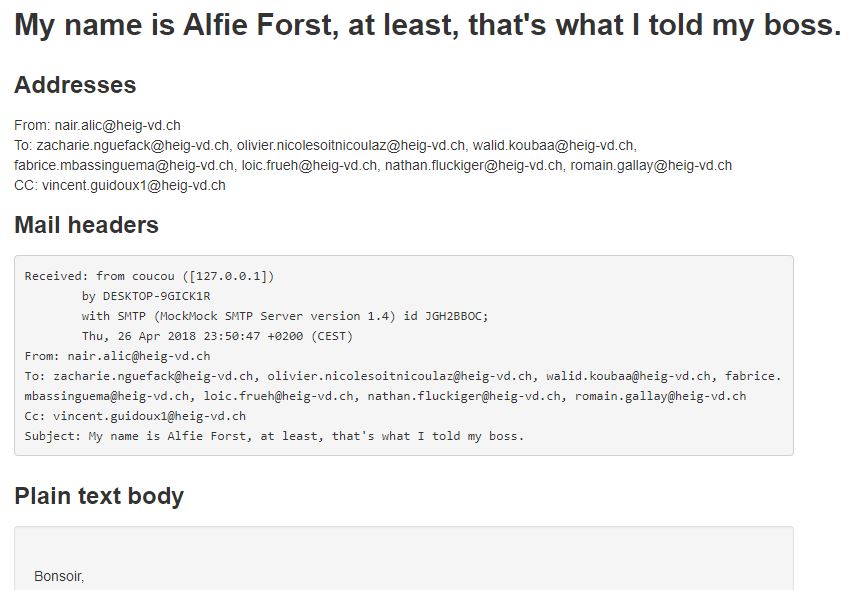 My name is Alfie Forst, at least, that's what I told my boss.
Addresses
From: nair.alic@heig-vd.ch
To: zacharie.nguefack@heig-vd.ch, olivier.nicolesoitnicoulaz@heig-vd.ch, walid.koubaa@heig-vd.ch,
fabrice.mbassinguema@heig-vd.ch, loic.frueh@heig-vd.ch, nathan.fluckiger@heig-vd.ch, romain.gallay@heig-vd.ch
CC: vincent.guidoux1@heig-vd.ch
Mail headers
Received: from coucou ([127.0.0.1])
by DESKTOP-9GICK1R
with SMTP (MockMock SMTP Server version 1.4) id JGH2BBOC;
Thu, 26 Apr 2018 23:50:47 +0200 (CEST)
From: nair.alic@heig-vd.ch
To: zacharie.nguefack@heig-vd.ch, olivier.nicolesoitnicoulaz@heig-vd.ch, walid.koubaa@heig-vd.ch, fabrice.
mbassinguema@heig-vd.ch, loic.frueh@heig-vd.ch, nathan.fluckiger@heig-vd.ch, romain.gallay@heig-vd.ch
Cc: vincent.guidoux1@heig-vd.ch
Subject: My name is Alfie Forst, at least, that's what I told my boss.
Plain text body
Bonsoir,